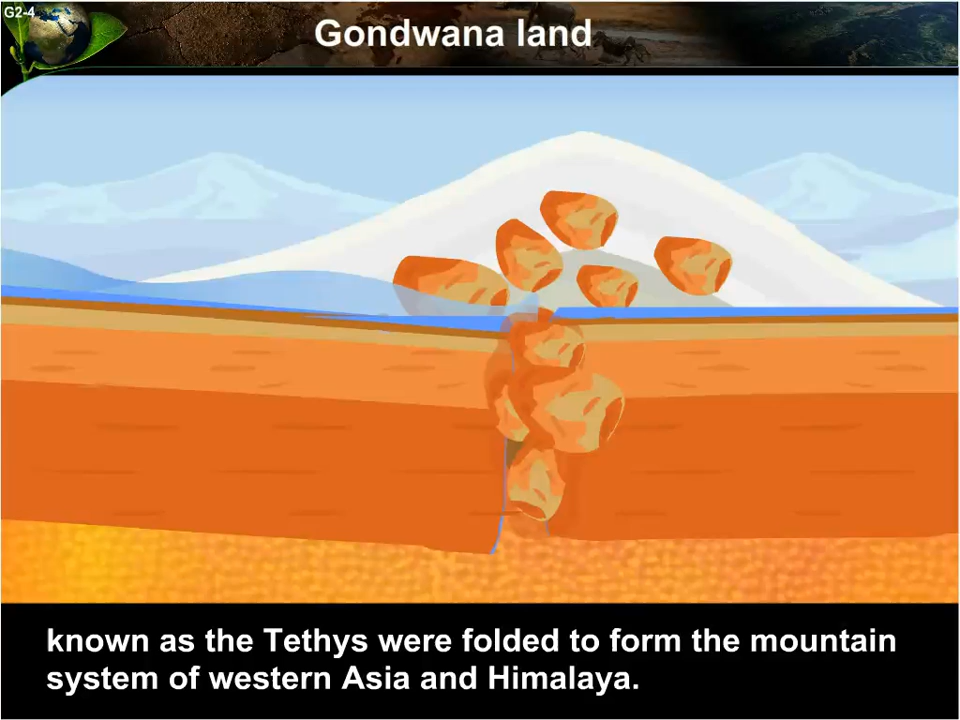 G2-4
Gondwana land
known as the Tethys were folded to form the mountain
system of western Asia and Himalaya.